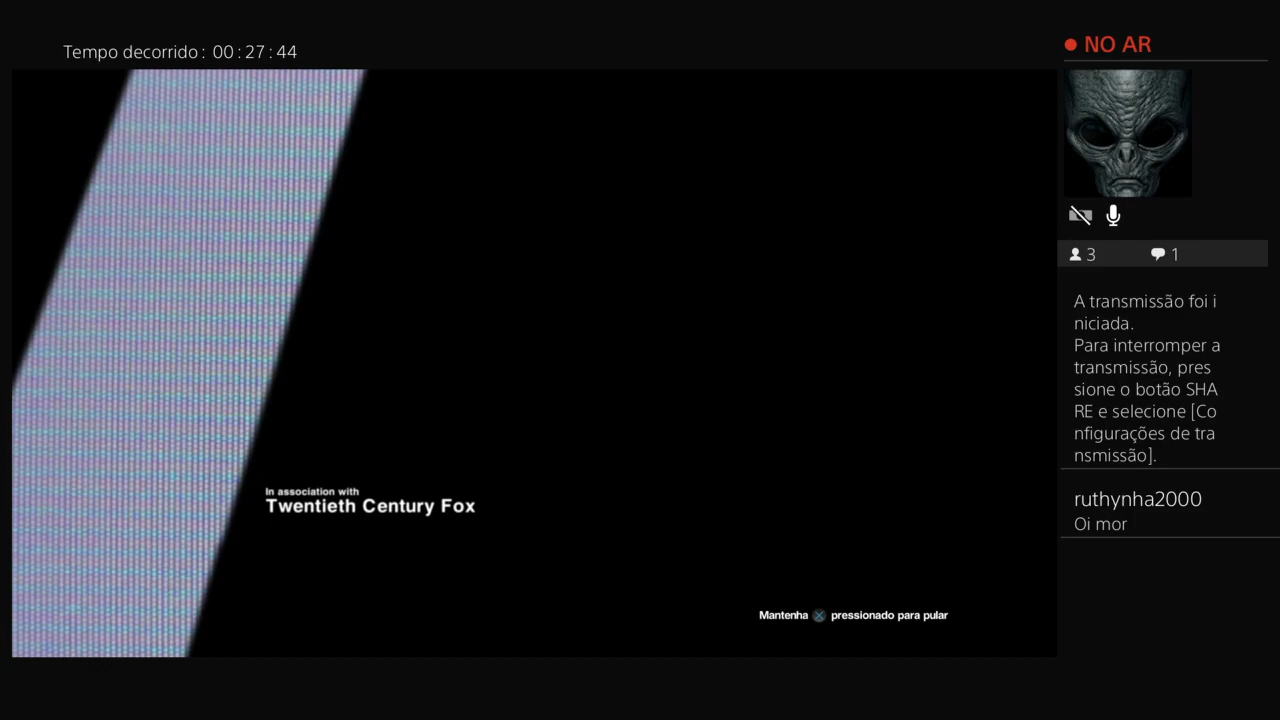 Tempo decorrido: 00:27:44
NO AR
3
1
A transmissão foi i
niciada.
Para interromper a
transmissão, pres
sione o botão SHA
RE e selecione [Co
nfigurações de tra
nsmissão].
ruthynha2000
Oi mor
In association with
Twentieth Century Fox
Mantenha pressionado para pular